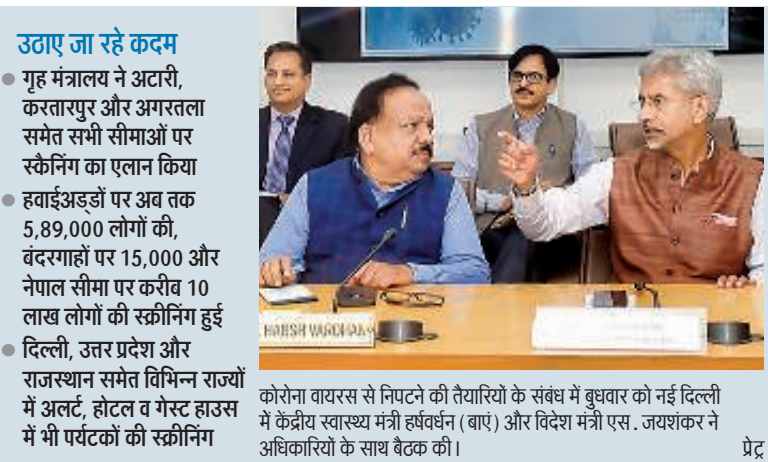 उठाए जा रहे कदम
● गृह मंत्रालय ने अटारी,
करतारपुर और अगरतला
समेत सभी सीमाओं पर
स्कैनिंग का एलान किया
● हवाईअड्डों पर अब तक
5,89,000 लोगों की,
बंदरगाहों पर 15,000 और
नेपाल सीमा पर करीब 10
लाख लोगों की स्क्रीनिंग हुई
● दिल्ली, उत्तर प्रदेश और
राजस्थान समेत विभिन्न राज्यों
में अलर्ट, होटल व गेस्ट हाउस
में भी पर्यटकों की स्क्रीनिंग
HARSH VARDHAN
कोरोना वायरस से निपटने की तैयारियों के संबंध में बुधवार को नई दिल्ली
में केंद्रीय स्वास्थ्य मंत्री हर्षवर्धन (बाएं) और विदेश मंत्री एस. जयशंकर ने
अधिकारियों के साथ बैठक की। प्रेट्र